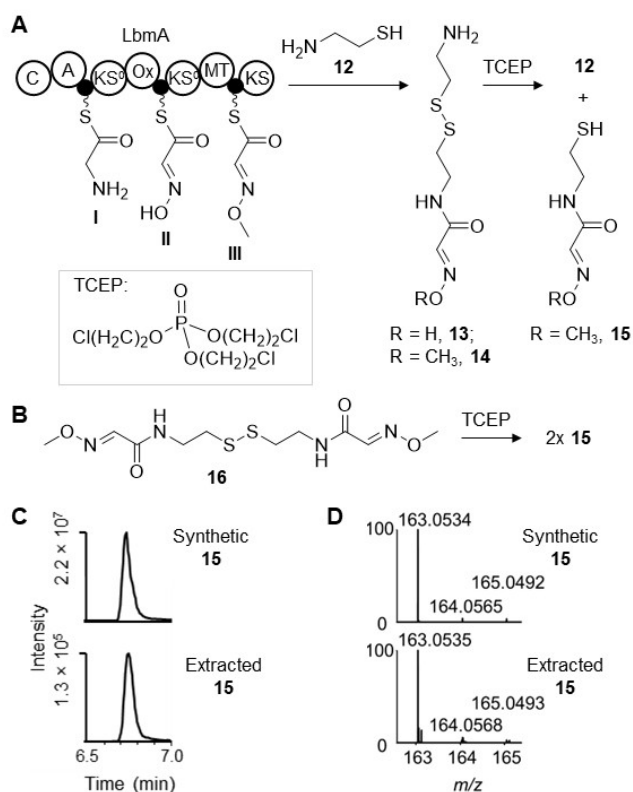 A
LbmA
C A KS⁰ Ox KS⁰ MT KS
S S S
O O O
NH₂
I
HO N
II
N O
III
H₂N SH
12
NH₂
S
S
HN
O
N
RO
R = H, 13;
R = CH₃, 14
TCEP
12
+
SH
HN
O
N
RO
R = CH₃, 15
TCEP:
O
Cl(H₂C)₂O P O(CH₂)₂Cl
O(CH₂)₂Cl
B
O N H N O S S O N H N O
16
TCEP
2x 15
C
Intensity
2.2 × 10⁷
Synthetic
15
1.3 × 10⁵
Extracted
15
6.5 7.0
Time (min)
D
100
163.0534
Synthetic
15
165.0492
164.0565
0
100
163.0535
Extracted
15
165.0493
164.0568
0
163 164 165
m/z